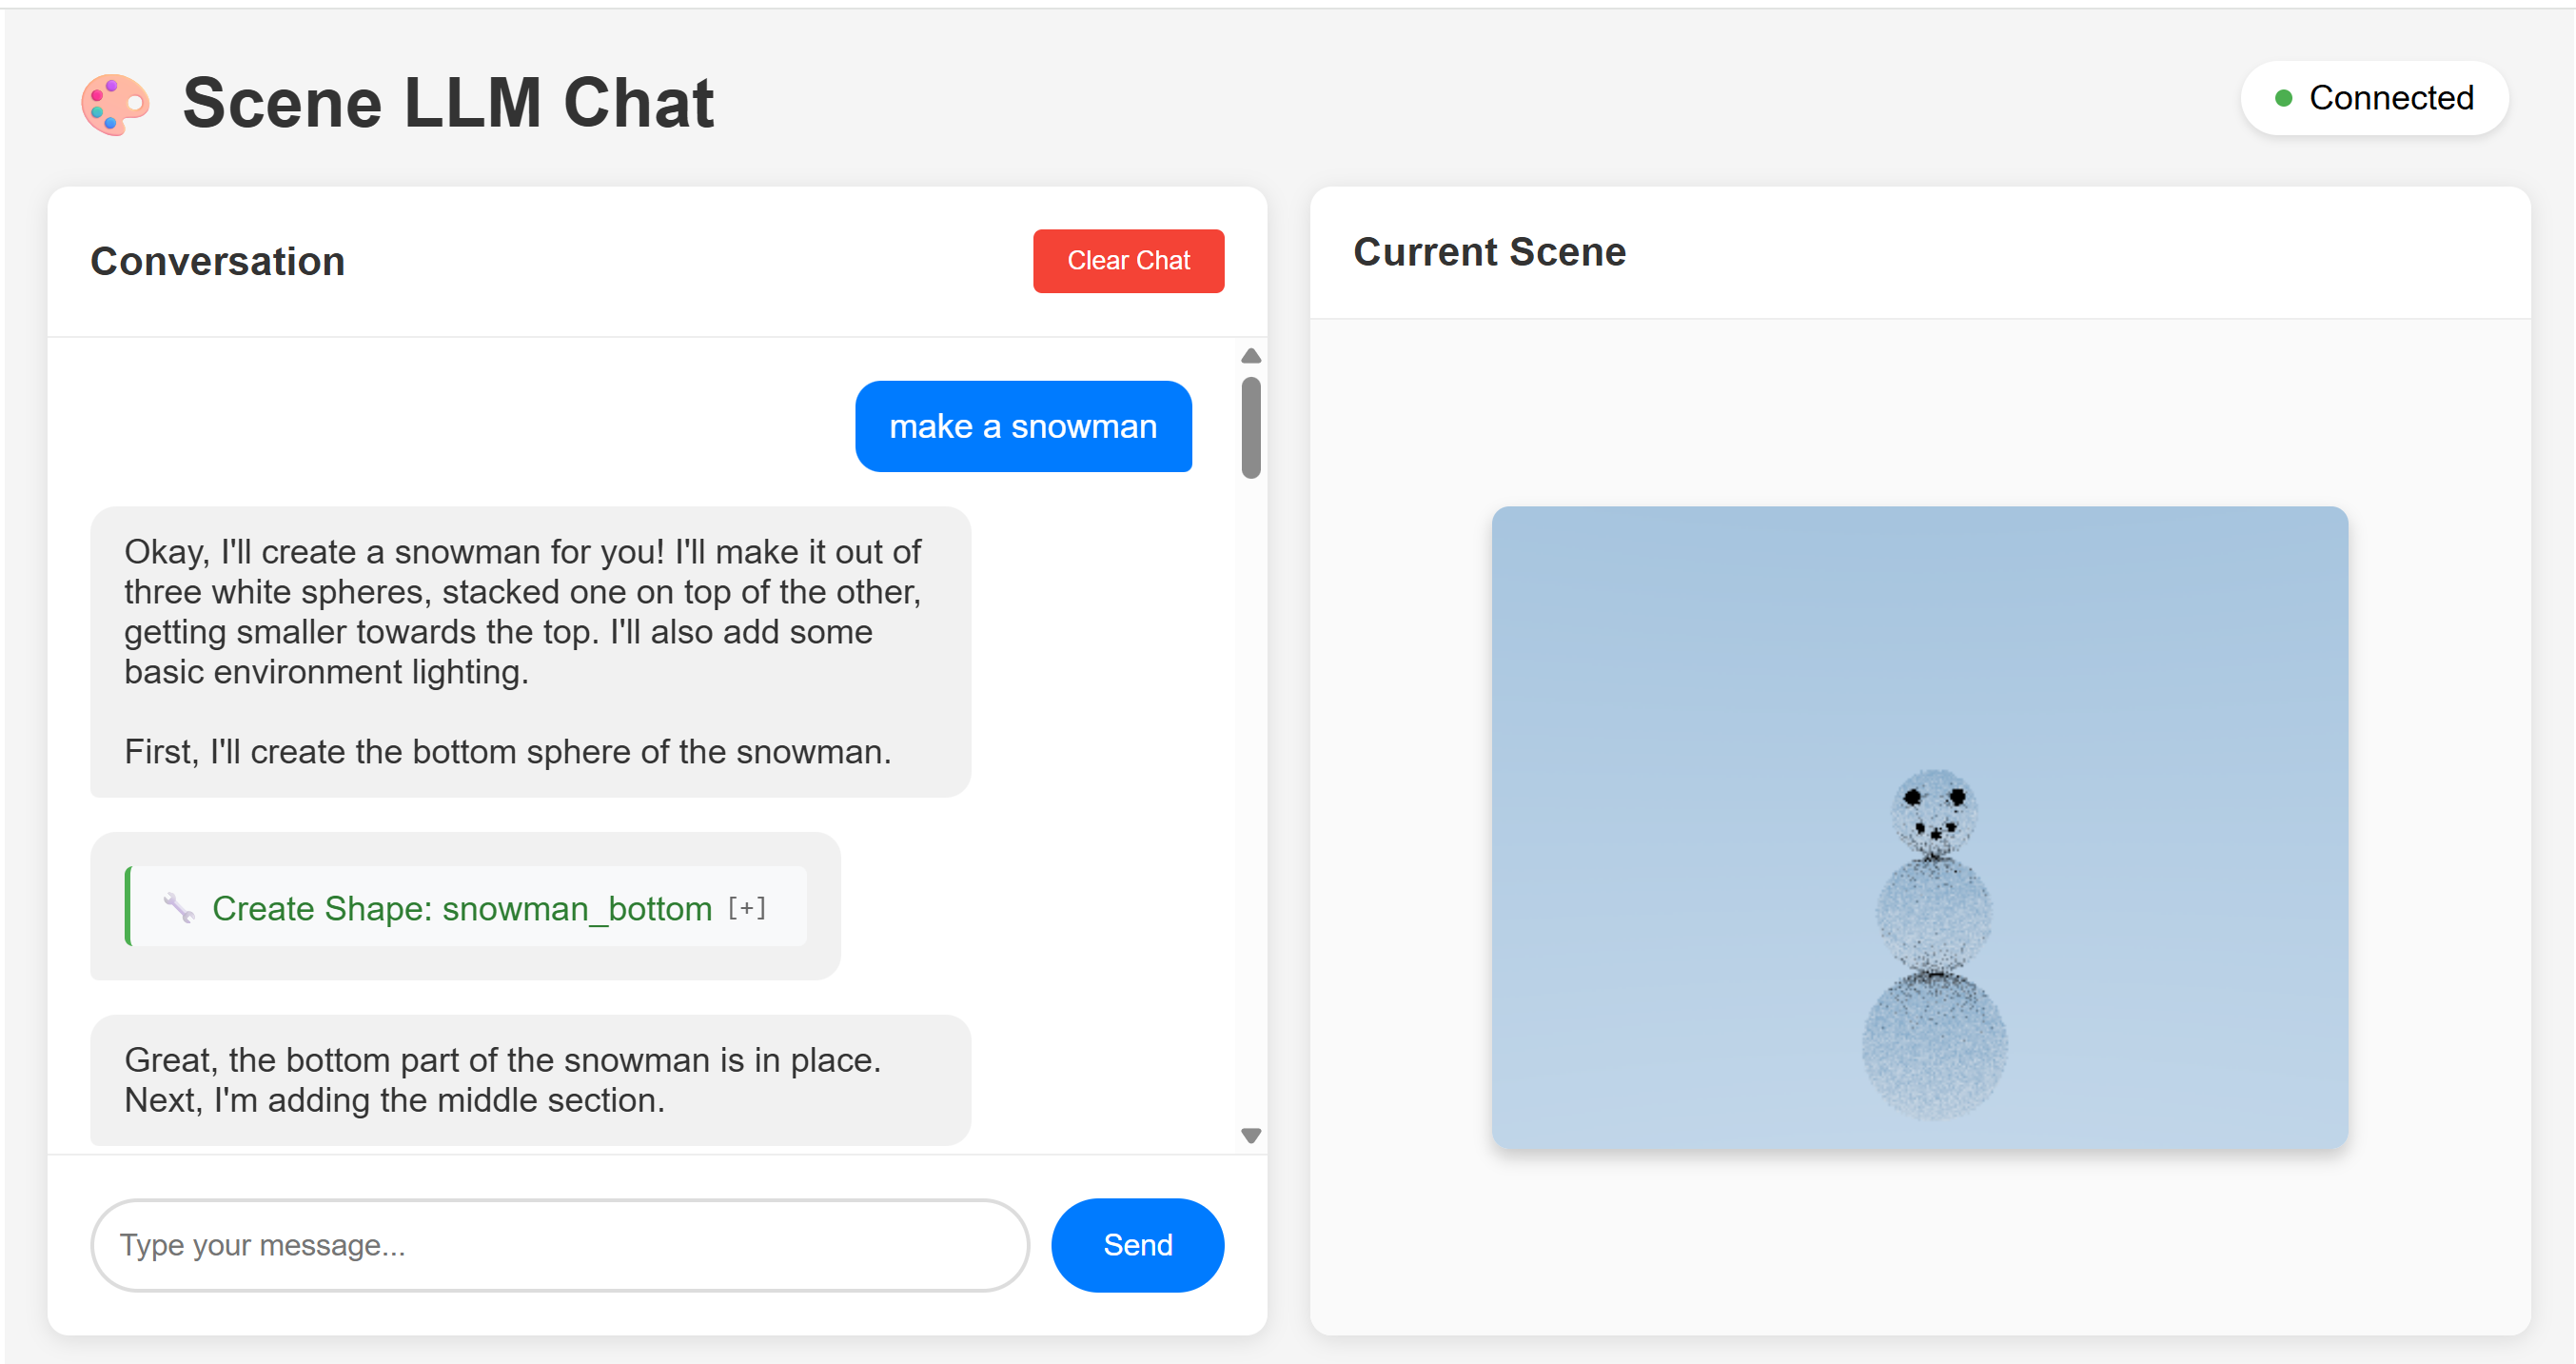 Scene LLM Chat
Connected
Conversation
Clear Chat
make a snowman
Okay, I'll create a snowman for you! I'll make it out of
three white spheres, stacked one on top of the other,
getting smaller towards the top. I'll also add some
basic environment lighting.
First, I'll create the bottom sphere of the snowman.
Create Shape: snowman_bottom [+]
Great, the bottom part of the snowman is in place.
Next, I'm adding the middle section.
Type your message...
Send
Current Scene